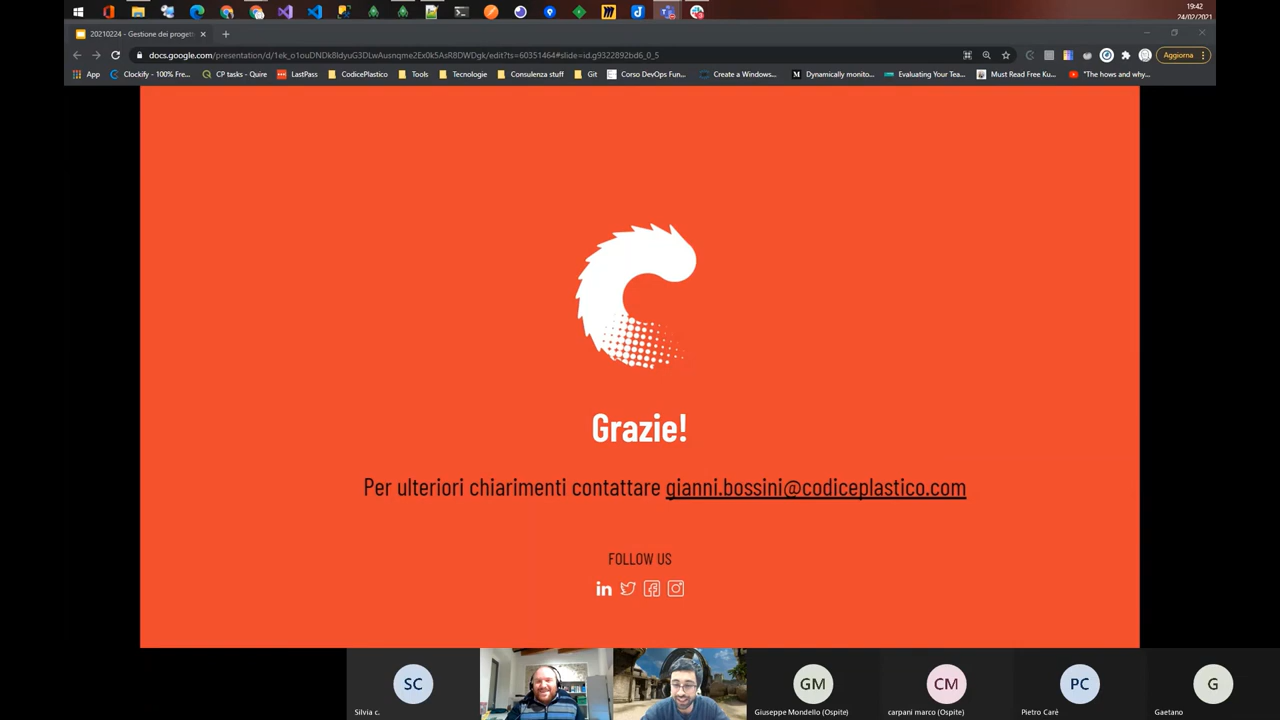 19:42
24/02/2021
20210224 - Gestione dei progett
docs.google.com/presentation/d/1ek_o1ouDNDk8ldyuG3DLwAusnqme2Ex0k5AsR8DWDgk/edit?ts=60351464#slide=id.g9322892bd6_0_5
Aggiorna
App Clockify - 100% Fre... CP tasks - Quire LastPass CodicePlastico Tools Tecnologie Consulenza stuff Git Corso DevOps Fun... Create a Windows... Dynamically monito... Evaluating Your Tea... Must Read Free Ku... "The hows and why...
Grazie!
Per ulteriori chiarimenti contattare gianni.bossini@codiceplastico.com
FOLLOW US
SC GM CM PC G
Silvia c. Giuseppe Mondello (Ospite) carpani marco (Ospite) Pietro Carè Gaetano